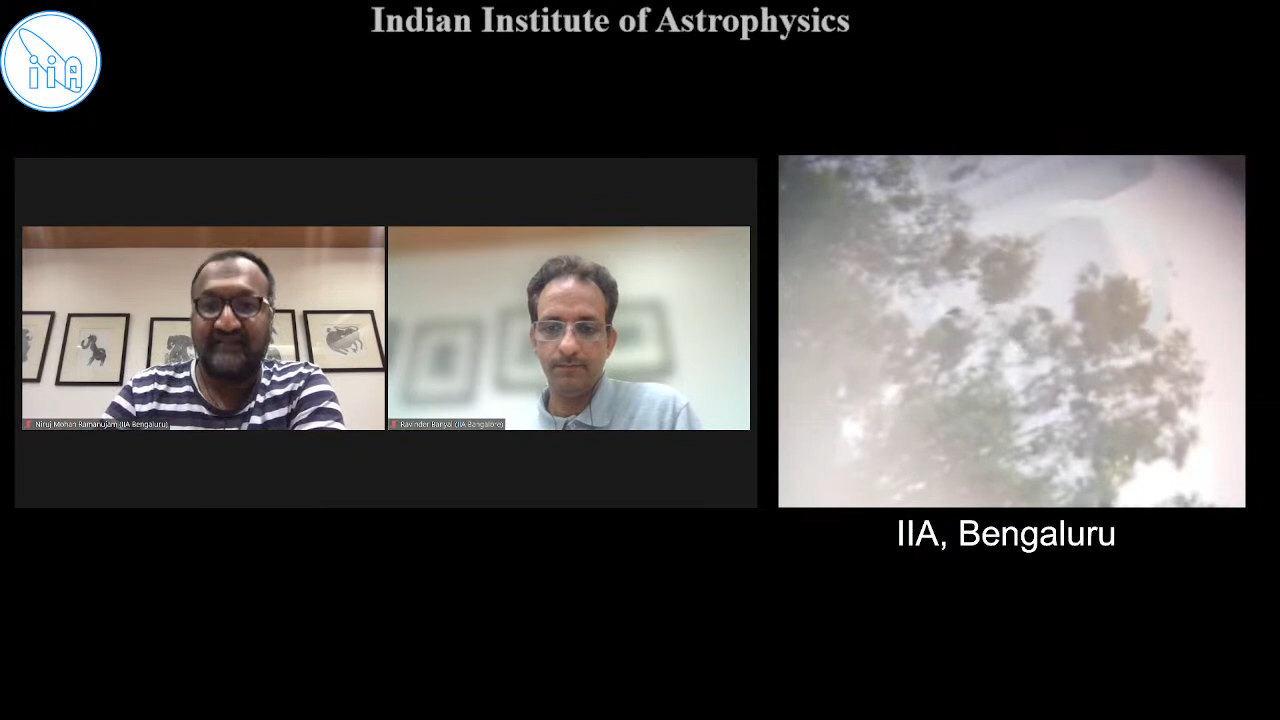 Indian Institute of Astrophysics
iiA
Niruj Mohan Ramanujam (IIA Bengaluru)
Ravinder Banyal (IIA Bangalore)
IIA, Bengaluru